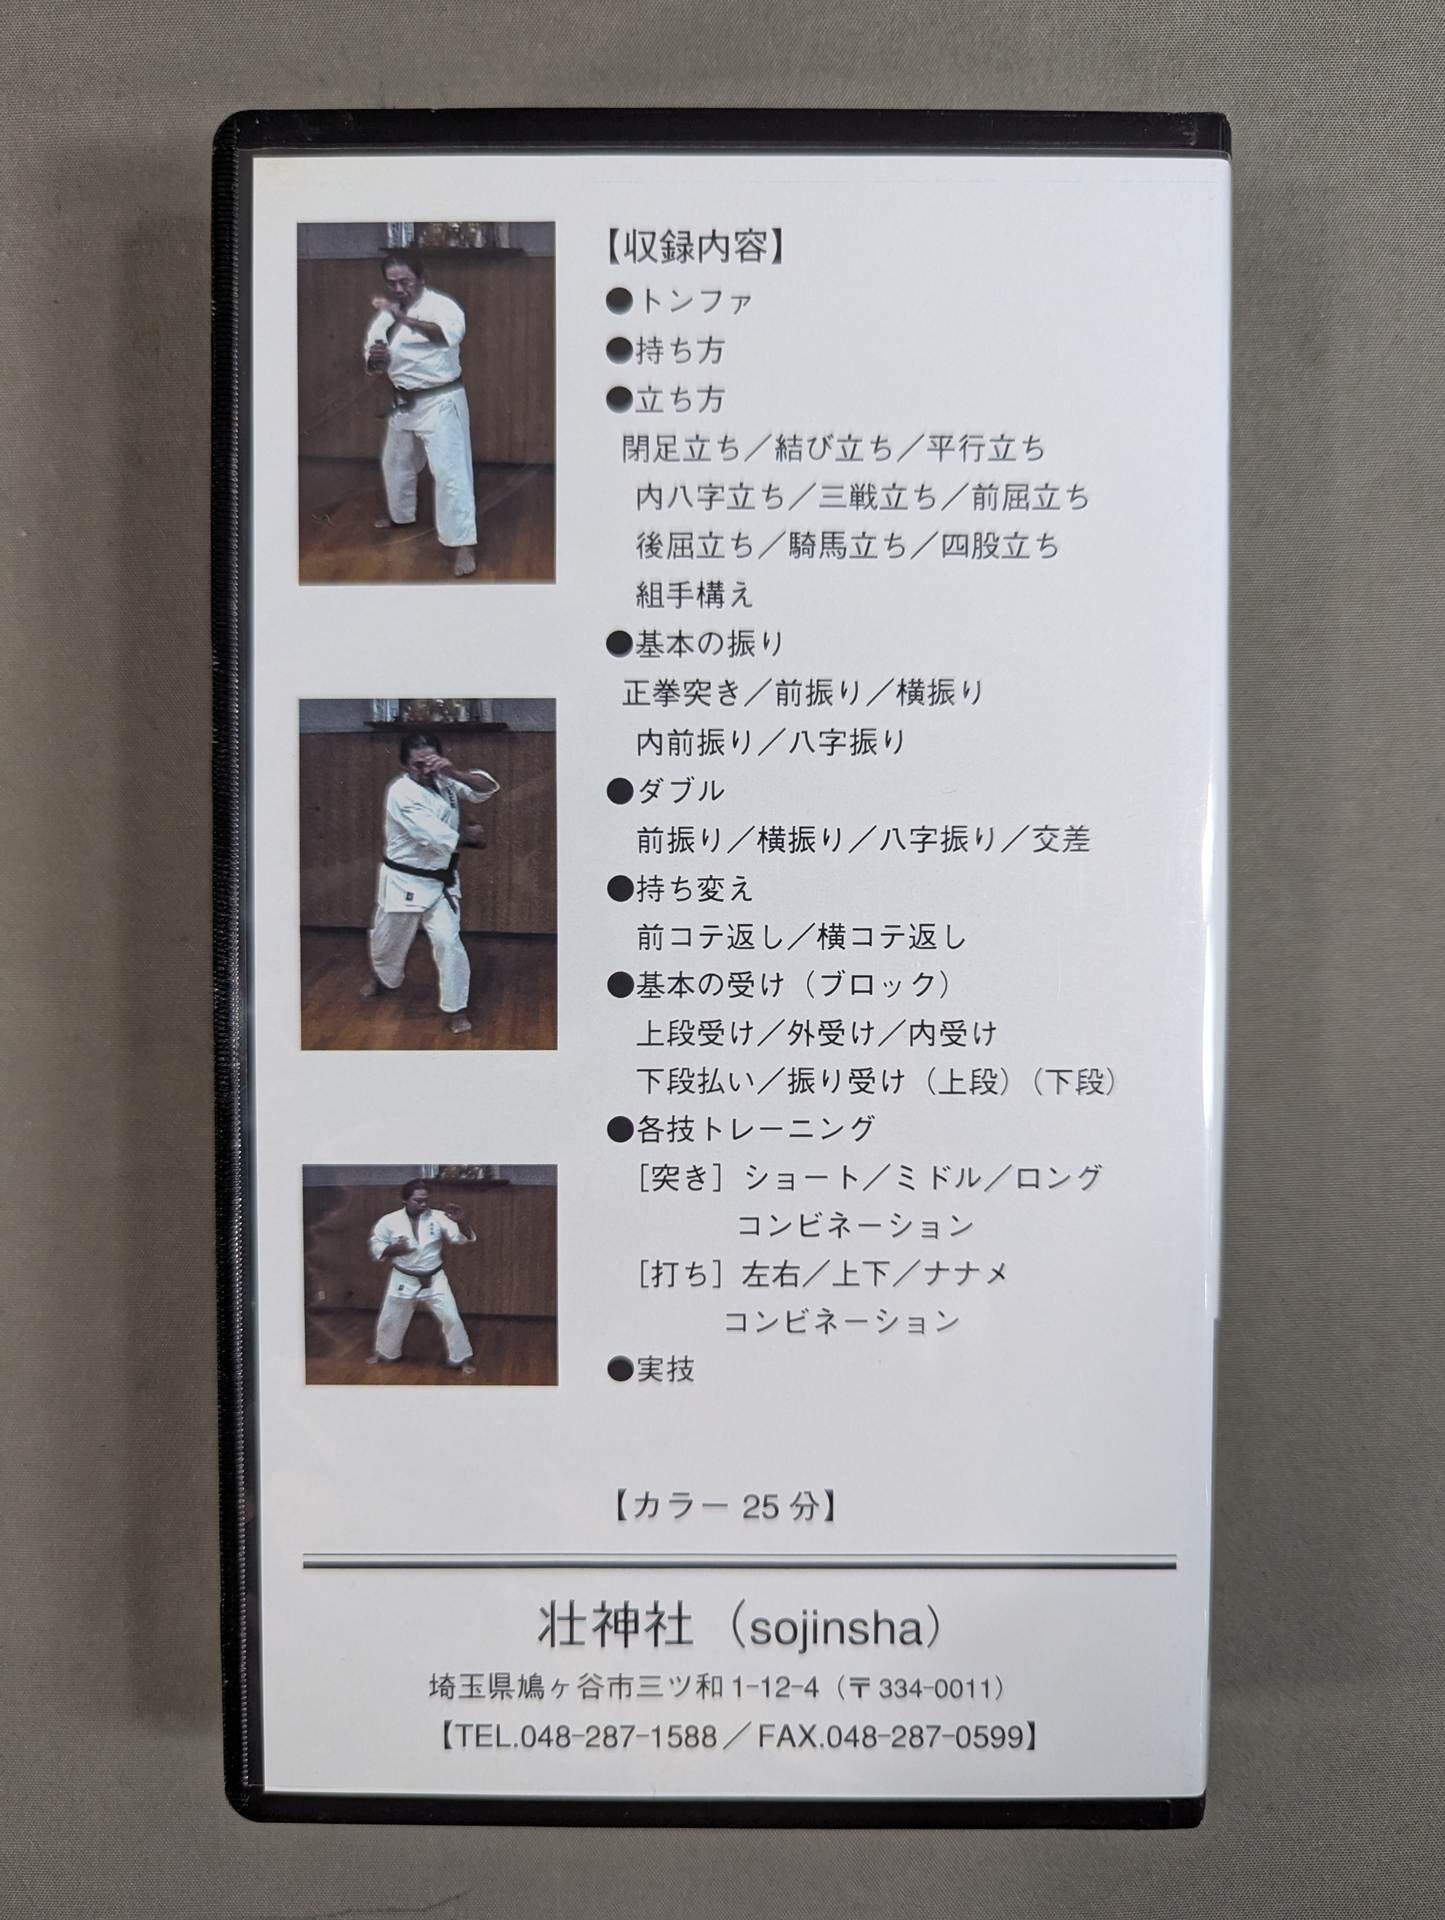 【収録内容】
●トンファ
●持ち方
●立ち方
閉足立ち／結び立ち／平行立ち
内八字立ち／三戦立ち／前屈立ち
後屈立ち／騎馬立ち／四股立ち
組手構え
●基本の振り
正拳突き／前振り／横振り
内前振り／八字振り
●ダブル
前振り／横振り／八字振り／交差
●持ち変え
前コテ返し／横コテ返し
●基本の受け（ブロック）
上段受け／外受け／内受け
下段払い／振り受け（上段）（下段）
●各技トレーニング
［突き］ショート／ミドル／ロング
コンビネーション
［打ち］左右／上下／ナナメ
コンビネーション
●実技
【カラー 25 分】
壮神社（sojinsha）
埼玉県鳩ヶ谷市三ツ和1-12-4（〒334-0011）
【TEL.048-287-1588／FAX.048-287-0599】